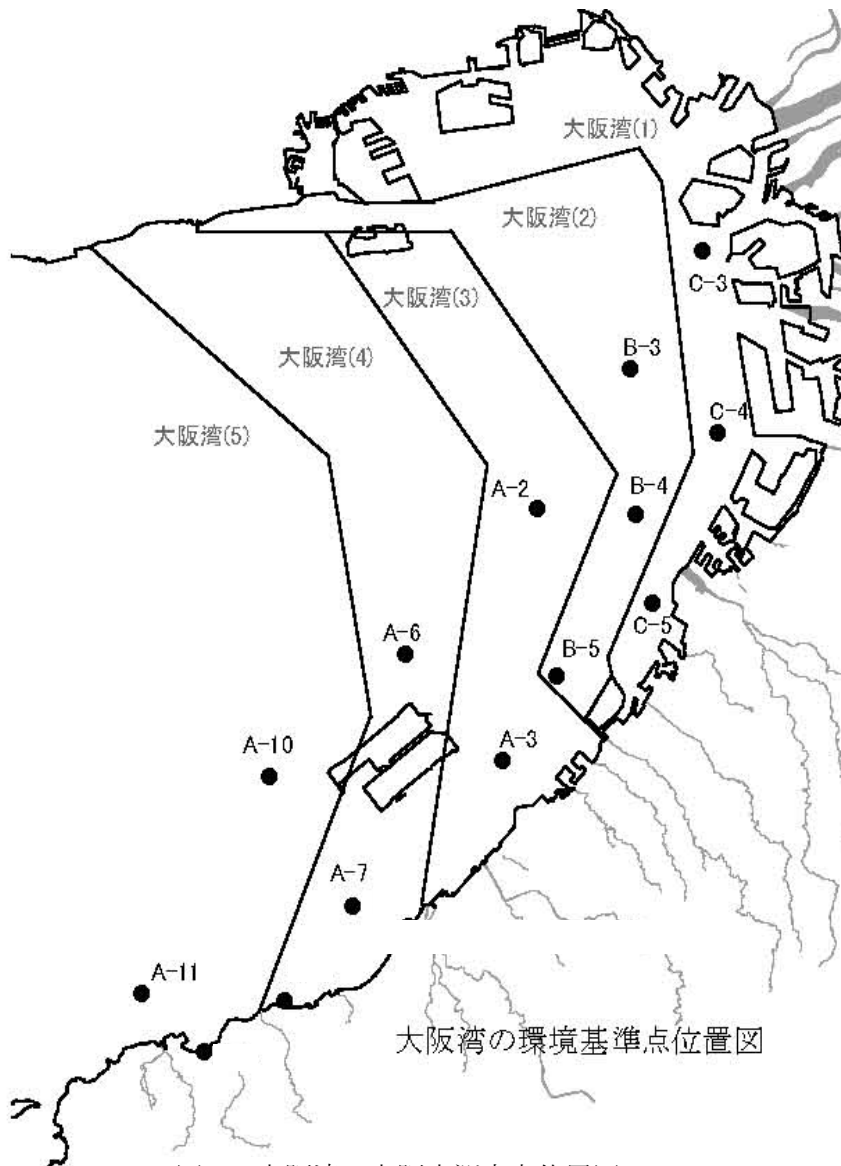 大阪湾(1)
大阪湾(2)
C-3
大阪湾(3)
大阪湾(4)
B-3
大阪湾(5)
C-4
A-2
B-4
C-5
A-6
B-5
A-10
A-3
A-7
A-11
大阪湾の環境基準点位置図